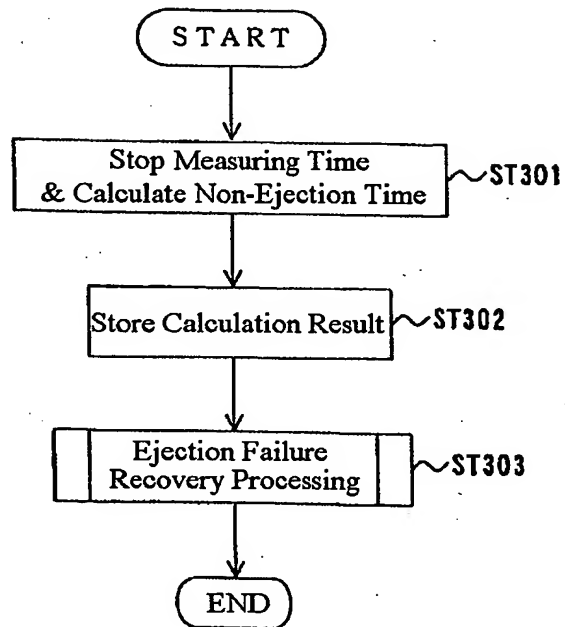 START
Stop Measuring Time
& Calculate Non-Ejection Time
ST301
Store Calculation Result
ST302
Ejection Failure
Recovery Processing
ST303
END